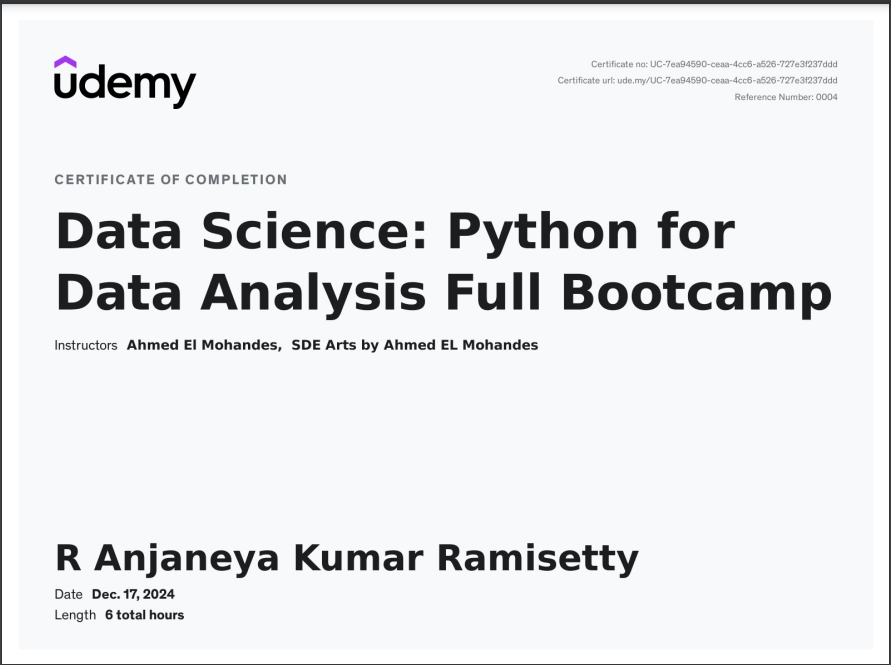 udemy
Certificate no: UC-7ea94590-ceaa-4cc6-a526-727e3f237ddd
Certificate url: ude.my/UC-7ea94590-ceaa-4cc6-a526-727e3f237ddd
Reference Number: 0004
CERTIFICATE OF COMPLETION
Data Science: Python for
Data Analysis Full Bootcamp
Instructors Ahmed El Mohandes, SDE Arts by Ahmed EL Mohandes
R Anjaneya Kumar Ramisetty
Date Dec. 17, 2024
Length 6 total hours